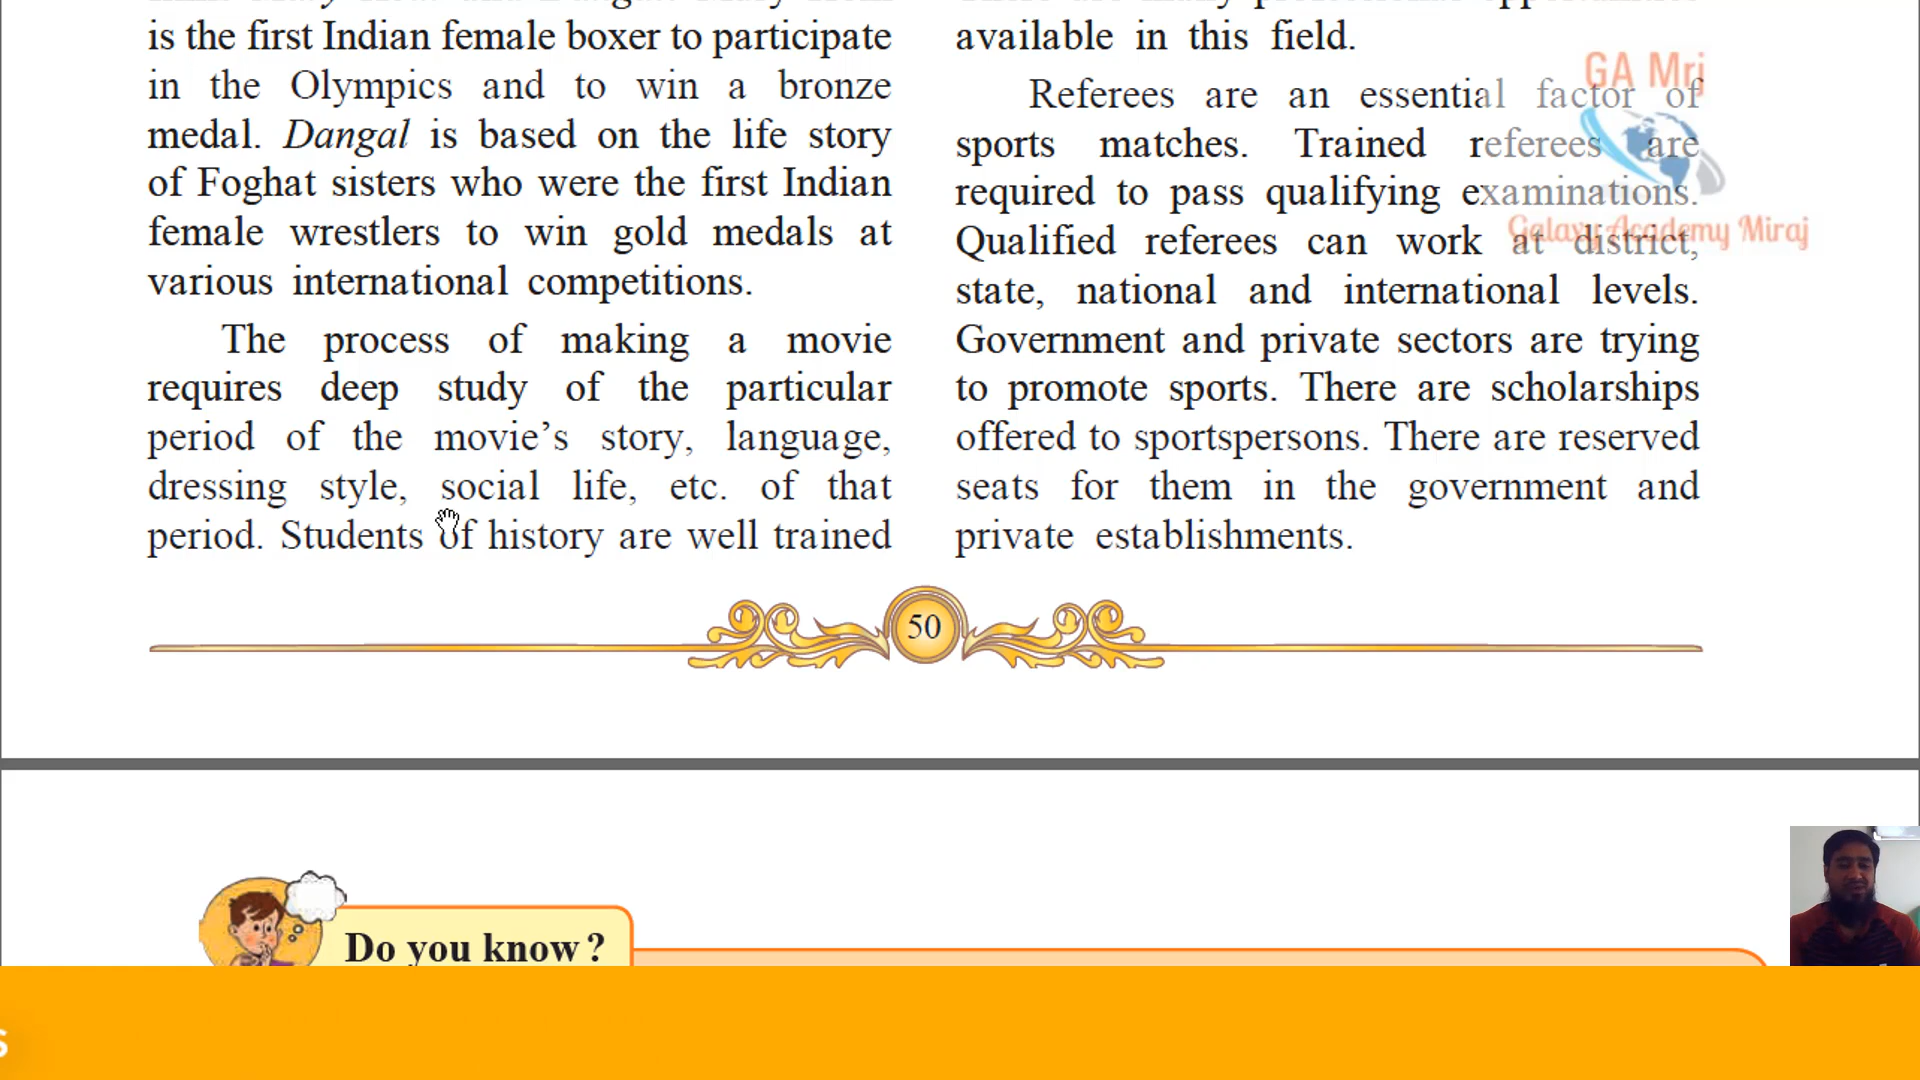 is the first Indian female boxer to participate
in the Olympics and to win a bronze
medal. Dangal is based on the life story
of Foghat sisters who were the first Indian
female wrestlers to win gold medals at
various international competitions.
The process of making a movie
requires deep study of the particular
period of the movie's story, language,
dressing style, social life, etc. of that
period. Students of history are well trained
available in this field.
Referees are an essential factor of
sports matches. Trained referees are
required to pass qualifying examinations.
Qualified referees can work at district,
state, national and international levels.
Government and private sectors are trying
to promote sports. There are scholarships
offered to sportspersons. There are reserved
seats for them in the government and
private establishments.
GA Mrj
Galaxy Academy Miraj
50
Do you know?
s